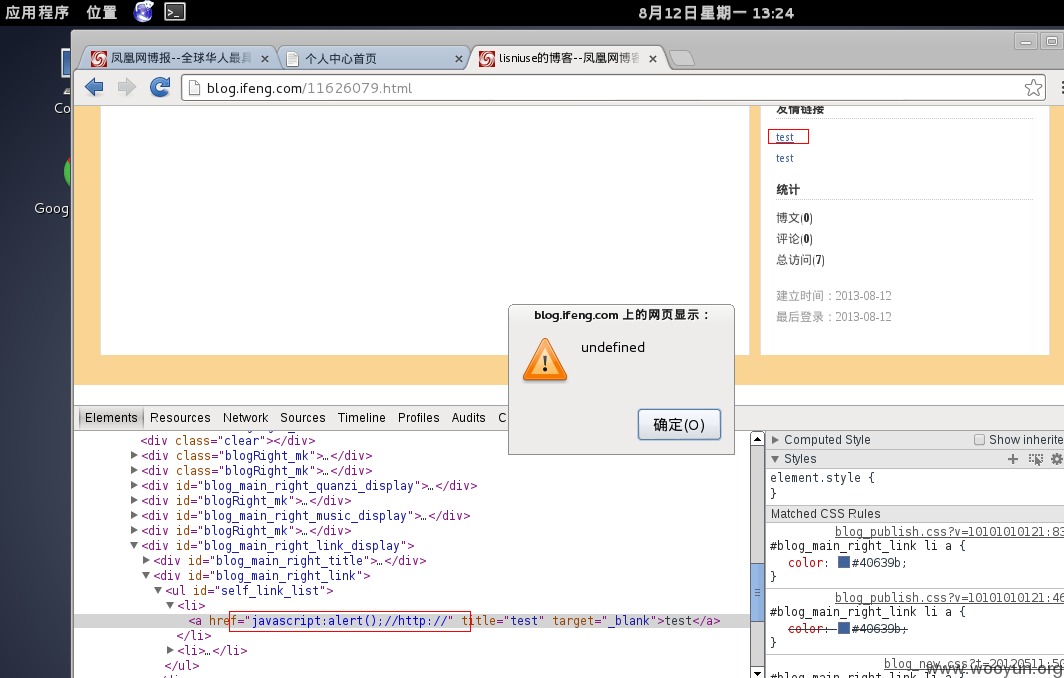 应用程序 位置
8月12日星期一 13:24
凤凰网博报--全球华人最具
个人中心首页
lisniuse的博客--凤凰网博客
blog.ifeng.com/11626079.html
Co
Goog
友情链接
test
test
统计
博文(0)
评论(0)
总访问(7)
建立时间：2013-08-12
最后登录：2013-08-12
blog.ifeng.com 上的网页显示：
undefined
确定(O)
Elements Resources Network Sources Timeline Profiles Audits C
<div class="clear"></div>
<div class="blogRight_mk">…</div>
<div class="blogRight_mk">…</div>
<div id="blog_main_right_quanzi_display">…</div>
<div id="blogRight_mk">…</div>
<div id="blog_main_right_music_display">…</div>
<div id="blogRight_mk">…</div>
<div id="blog_main_right_link_display">
<div id="blog_main_right_title">…</div>
<div id="blog_main_right_link">
<ul id="self_link_list">
<li>
<a href="javascript:alert();//http://" title="test" target="_blank">test</a>
</li>
<li>…</li>
</ul>
Computed Style Show inherite
Styles
element.style {
}
Matched CSS Rules
blog_publish.css?v=10101010121:83
#blog_main_right_link li a {
color: #40639b;
}
blog_publish.css?v=10101010121:46
#blog_main_right_link li a {
color: #40639b;
}
blog_new.css?t=20120511:50
#blog_main_right_link li a {
www.wooyun.org